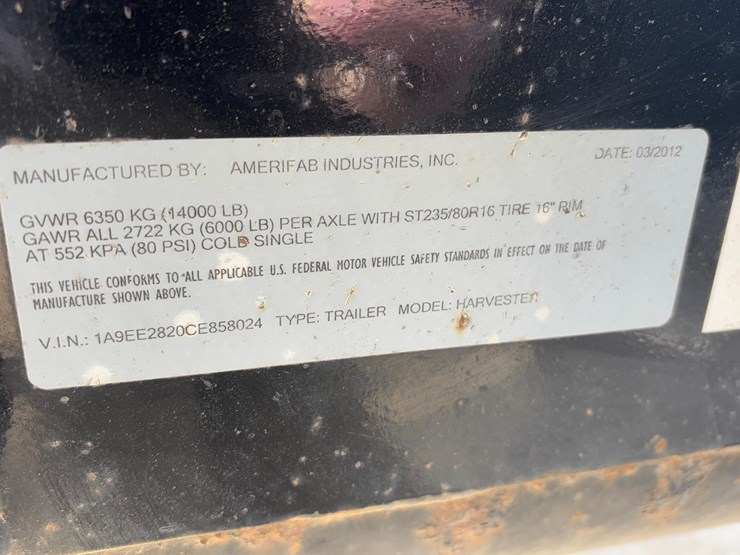 MANUFACTURED BY: AMERIFAB INDUSTRIES, INC. DATE: 03/2012
GVWR 6350 KG (14000 LB)
GAWR ALL 2722 KG (6000 LB) PER AXLE WITH ST235/80R16 TIRE 16" RIM
AT 552 KPA (80 PSI) COLD SINGLE
THIS VEHICLE CONFORMS TO ALL APPLICABLE U.S. FEDERAL MOTOR VEHICLE SAFETY STANDARDS IN EFFECT ON THE DATE OF
MANUFACTURE SHOWN ABOVE.
V.I.N.: 1A9EE2820CE858024 TYPE: TRAILER MODEL: HARVESTER